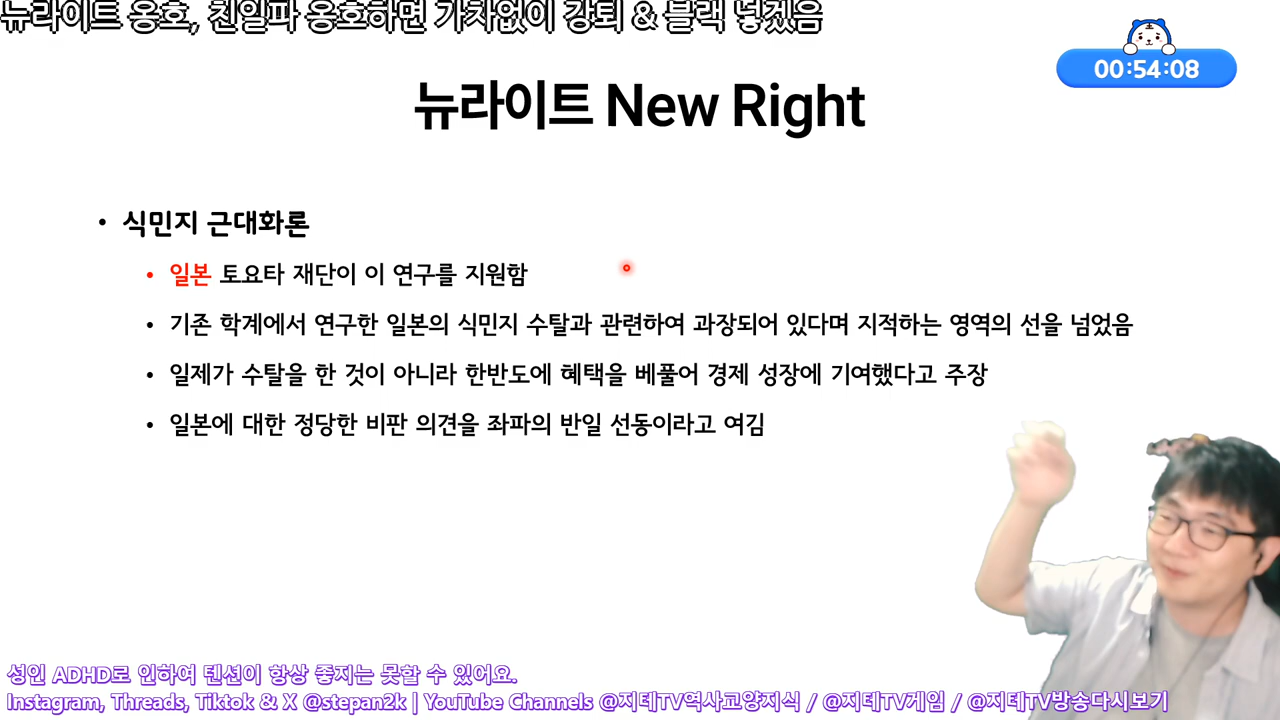 뉴라이트 옹호, 친일파 옹호하면 가차없이 강퇴 & 블랙 넣겠음
00:54:08
뉴라이트 New Right
• 식민지 근대화론
• 일본 토요타 재단이 이 연구를 지원함
• 기존 학계에서 연구한 일본의 식민지 수탈과 관련하여 과장되어 있다며 지적하는 영역의 선을 넘었음
• 일제가 수탈을 한 것이 아니라 한반도에 혜택을 베풀어 경제 성장에 기여했다고 주장
• 일본에 대한 정당한 비판 의견을 좌파의 반일 선동이라고 여김
성인 ADHD로 인하여 텐션이 항상 좋지는 못할 수 있어요.
Instagram, Threads, Tiktok & X @stepan2k | YouTube Channels @지테TV역사교양지식 / @지테TV게임 / @지테TV방송다시보기